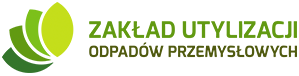 ZAKŁAD UTYLIZACJI
ODPADÓW PRZEMYSŁOWYCH